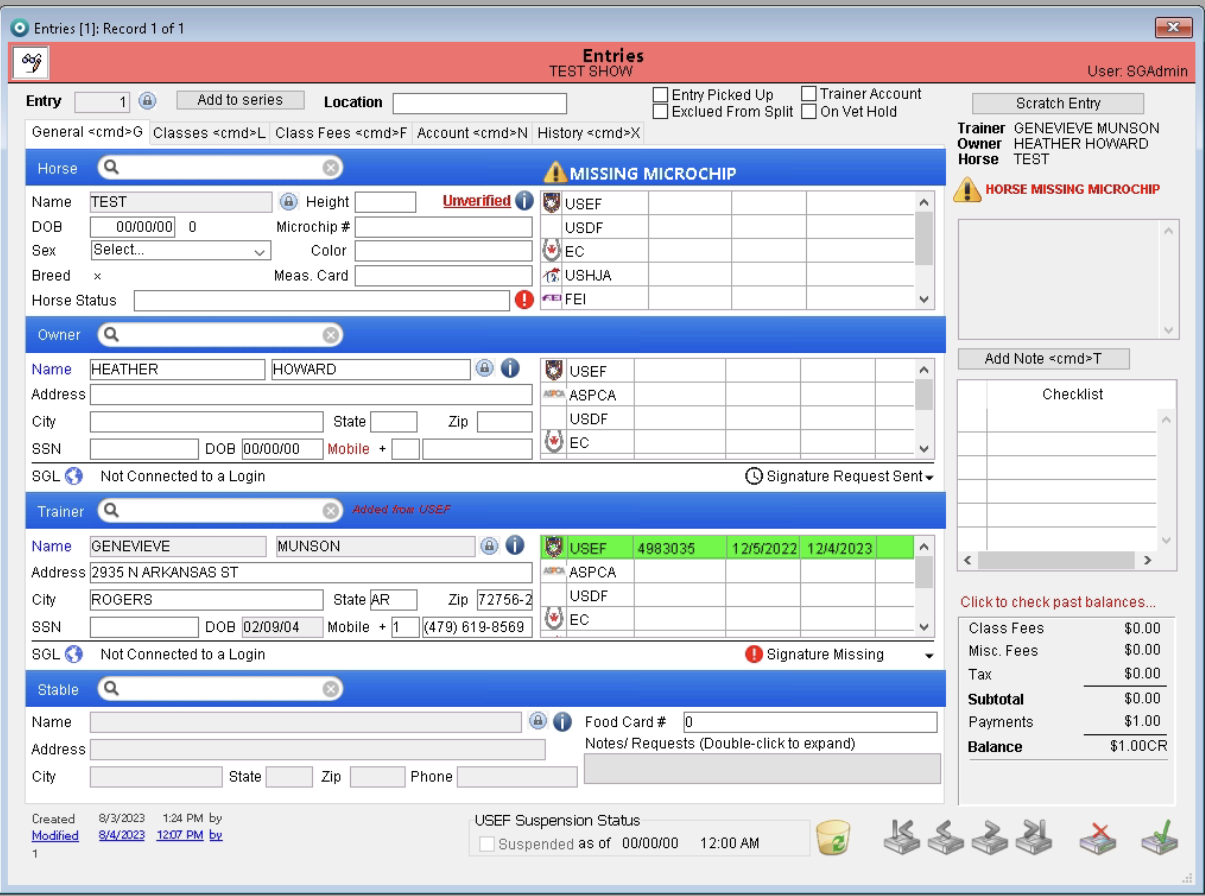 Entries [1]: Record 1 of 1
Entries
TEST SHOW
User: SGAdmin
Entry 1 Add to series Location Entry Picked Up Trainer Account
Excluded From Split On Vet Hold
Scratch Entry
General <cmd>G Classes <cmd>L Class Fees <cmd>F Account <cmd>N History <cmd>X
Trainer GENEVIEVE MUNSON
Owner HEATHER HOWARD
Horse TEST
HORSE MISSING MICROCHIP
Horse MISSING MICROCHIP
Name TEST Height Unverified USEF
DOB 00/00/00 0 Microchip # USDF
Sex Select... Color EC
Breed x Meas. Card USHJA
Horse Status FEI
Owner
Name HEATHER HOWARD USEF
Address ASPCA
City State Zip USDF
SSN DOB 00/00/00 Mobile + EC
SGL Not Connected to a Login Signature Request Sent
Add Note <cmd>T
Checklist
Trainer Added from USEF
Name GENEVIEVE MUNSON USEF 4983035 12/5/2022 12/4/2023
Address 2935 N ARKANSAS ST ASPCA
City ROGERS State AR Zip 72756-2 USDF
SSN DOB 02/09/04 Mobile + 1 (479) 619-8569 EC
SGL Not Connected to a Login Signature Missing
Click to check past balances...
Class Fees $0.00
Misc. Fees $0.00
Tax $0.00
Subtotal $0.00
Payments $1.00
Balance $1.00CR
Stable
Name Food Card # 0
Address Notes/ Requests (Double-click to expand)
City State Zip Phone
Created 8/3/2023 1:24 PM by
Modified 8/4/2023 12:07 PM by
1
USEF Suspension Status
Suspended as of 00/00/00 12:00 AM